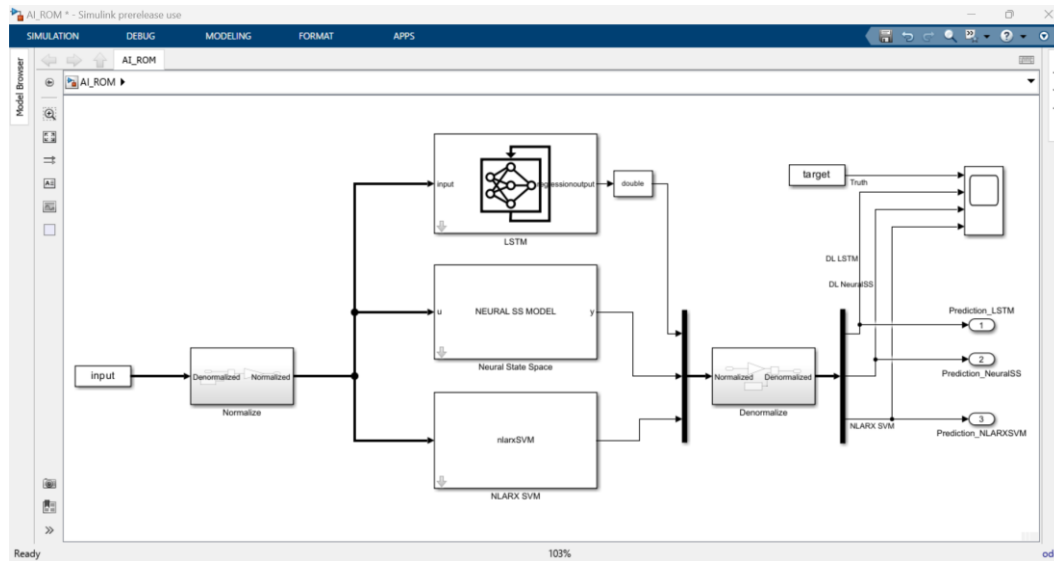 AI_ROM * - Simulink prerelease use
SIMULATION DEBUG MODELING FORMAT APPS
Model Browser
AI_ROM
AI_ROM
input
Denormalized Normalized
Normalize
input regressionoutput
LSTM
double
u NEURAL SS MODEL y
Neural State Space
nlarxSVM
NLARX SVM
Normalized Denormalized
Denormalize
target
Truth
DL LSTM
DL NeuralSS
NLARX SVM
Prediction_LSTM
1
2
Prediction_NeuralSS
3
Prediction_NLARXSVM
Ready 103%